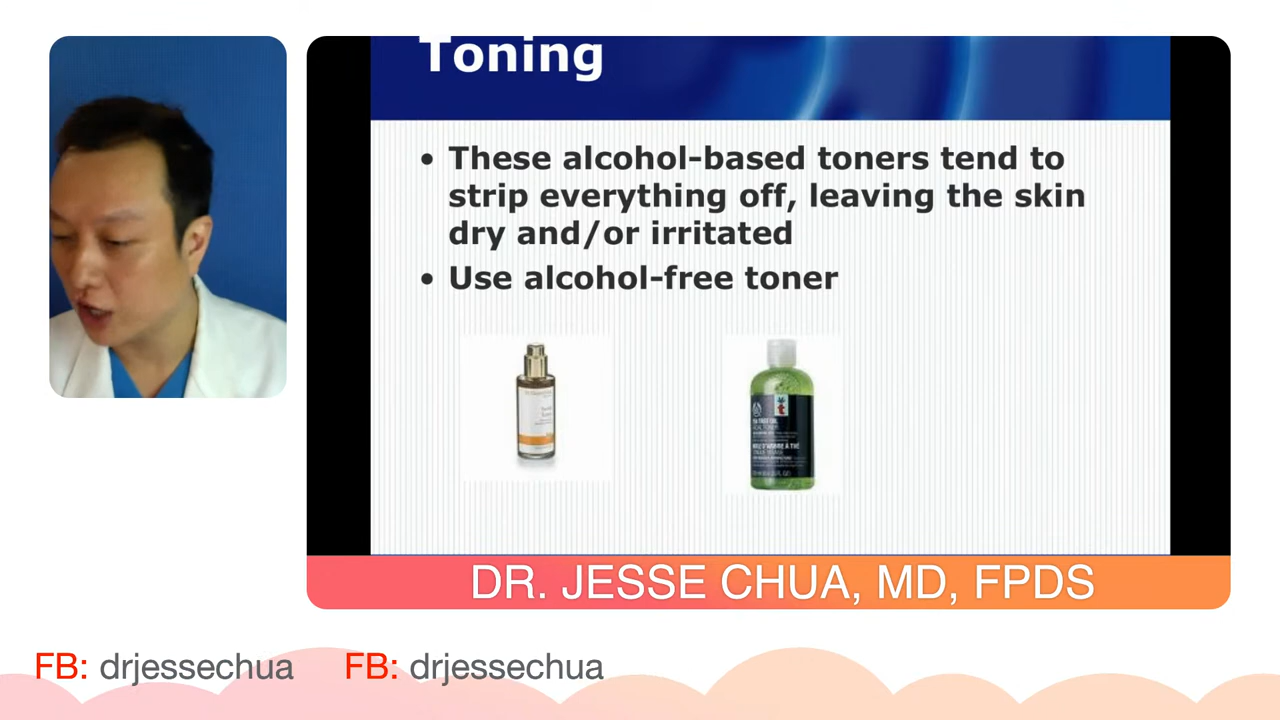 Toning
• These alcohol-based toners tend to
strip everything off, leaving the skin
dry and/or irritated
• Use alcohol-free toner
DR. JESSE CHUA, MD, FPDS
FB: drjessechua FB: drjessechua